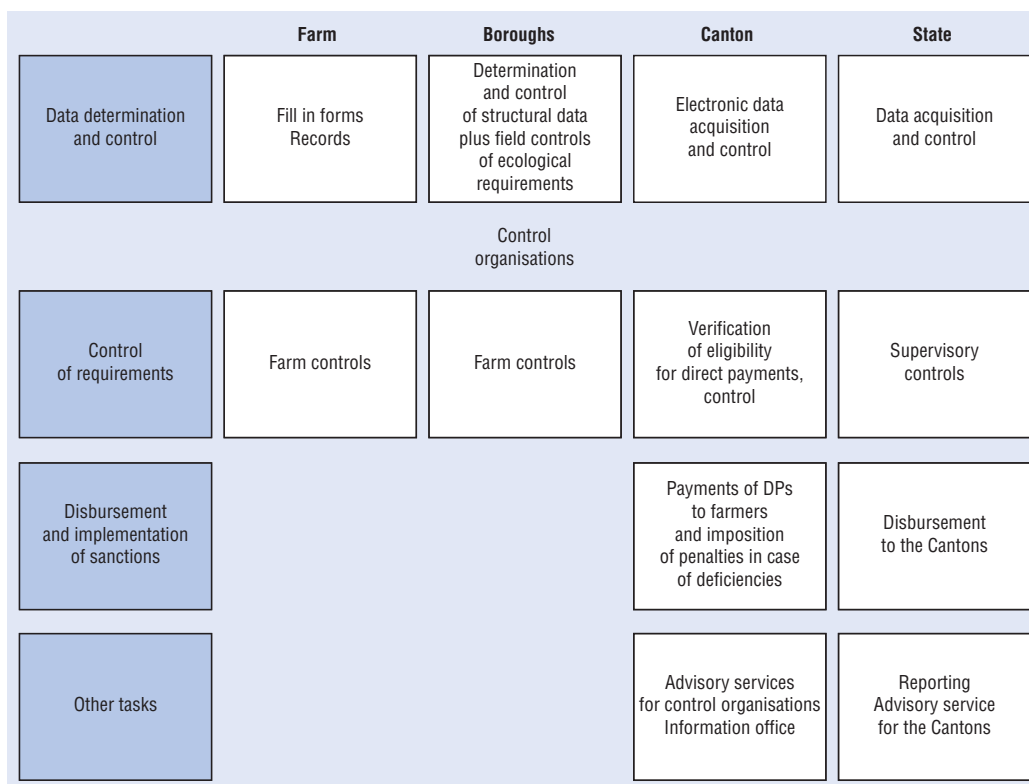 Farm
Boroughs
Canton
State
Data determination
and control
Fill in forms
Records
Determination
and control
of structural data
plus field controls
of ecological
requirements
Electronic data
acquisition
and control
Data acquisition
and control
Control
organisations
Control
of requirements
Farm controls
Farm controls
Verification
of eligibility
for direct payments,
control
Supervisory
controls
Disbursement
and implementation
of sanctions
Payments of DPs
to farmers
and imposition
of penalties in case
of deficiencies
Disbursement
to the Cantons
Other tasks
Advisory services
for control organisations
Information office
Reporting
Advisory service
for the Cantons